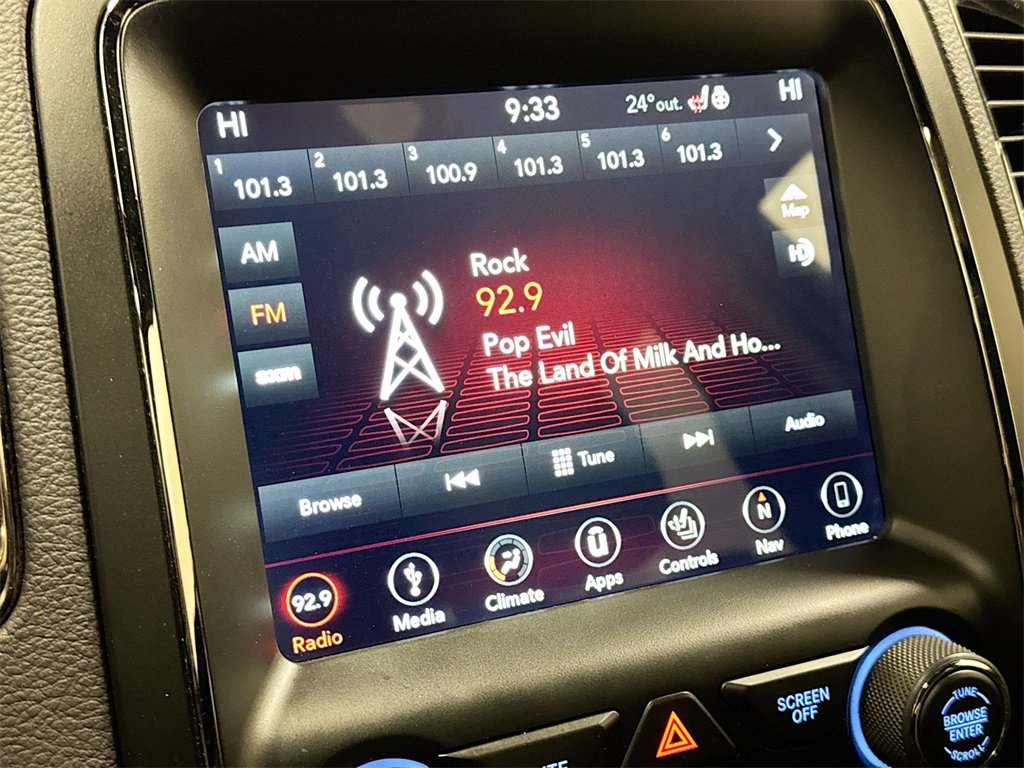 HI 9:33 24° out. HI
1 101.3 2 101.3 3 100.9 4 101.3 5 101.3 6 101.3
Map
AM
HD
Rock
FM
92.9
Pop Evil
sxm
The Land Of Milk And Ho...
Browse Tune Audio
92.9 N
Radio Media Climate Apps Controls Nav Phone
SCREEN
OFF
TUNE
BROWSE
ENTER
SCROLL